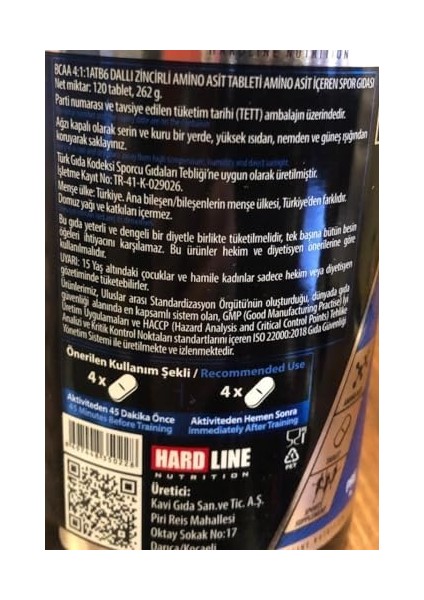 HARDLINE NUTRITION
BCAA 4:1:1ATB6 DALLI ZİNCİRLİ AMİNO ASİT TABLETİ AMİNO ASİT İÇEREN SPOR GIDASI
Net miktar: 120 tablet, 262 g.
Parti numarası ve tavsiye edilen tüketim tarihi (TETT) ambalajın üzerindedir.
Ağzı kapalı olarak serin ve kuru bir yerde, yüksek ısıdan, nemden ve güneş ışığından
koruyarak saklayınız.
Türk Gıda Kodeksi Sporcu Gıdaları Tebliği'ne uygun olarak üretilmiştir.
İşletme Kayıt No: TR-41-K-029026.
Menşe ülke: Türkiye. Ana bileşen/bileşenlerin menşe ülkesi, Türkiye'den farklıdır.
Domuz yağı ve katkıları içermez.
Bu gıda yeterli ve dengeli bir diyetle birlikte tüketilmelidir, tek başına bütün besin
öğeleri ihtiyacını karşılamaz. Bu ürünler hekim ve diyetisyen önerilerine göre
kullanılmalıdır.
UYARI: 15 Yaş altındaki çocuklar ve hamile kadınlar sadece hekim veya diyetisyen
gözetiminde tüketebilirler.
Ürünlerimiz, Uluslar arası Standardizasyon Örgütü'nün oluşturduğu, dünyada gıda
güvenliği alanında en kapsamlı sistem olan, GMP (Good Manufacturing Practise) İyi
Üretim Uygulamaları ve HACCP (Hazard Analysis and Critical Control Points) Tehlike
Analizi ve Kritik Kontrol Noktaları standartlarını içeren ISO 22000:2018 Gıda Güvenliği
Yönetim Sistemi ile üretilmekte ve izlenmektedir.
Önerilen Kullanım Şekli / Recommended Use
4 x
4 x
Aktiviteden 45 Dakika Önce
45 Minutes Before Training
Aktiviteden Hemen Sonra
Immediately After Training
PET
HARD LINE
NUTRITION
Üretici:
Kavi Gıda San.ve Tic. A.Ş.
Piri Reis Mahallesi
Oktay Sokak No:17
Darıca/Kocaeli